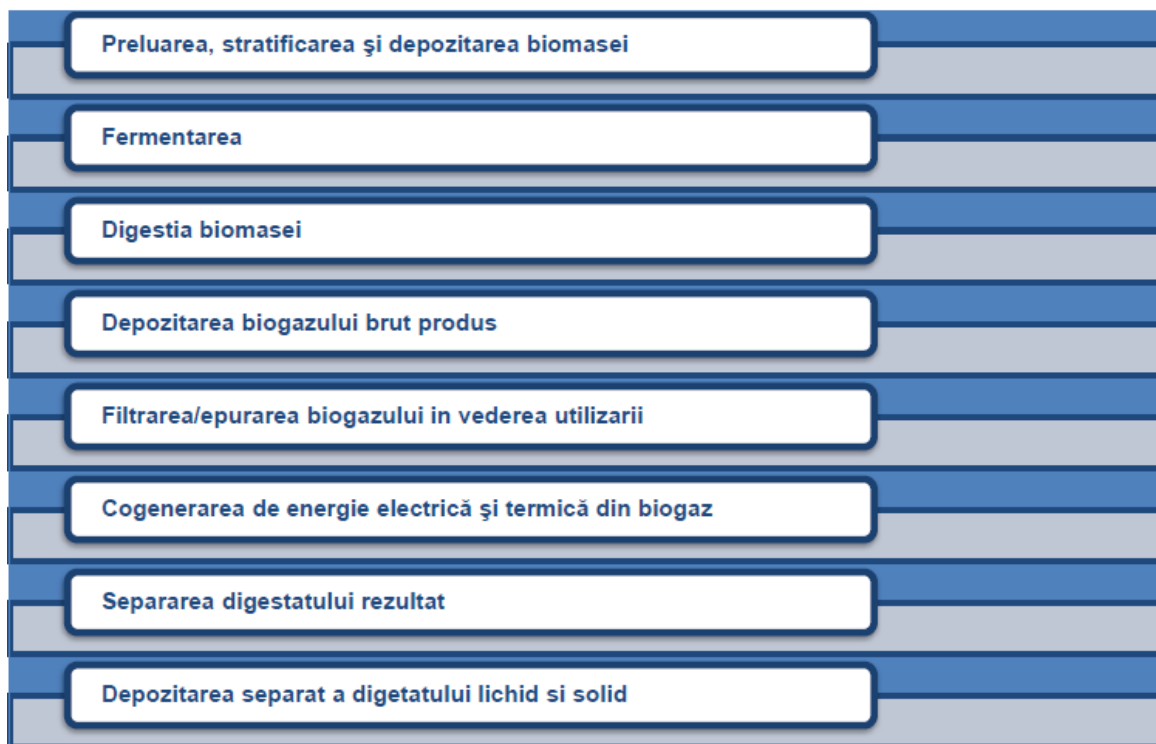 Preluarea, stratificarea şi depozitarea biomasei
Fermentarea
Digestia biomasei
Depozitarea biogazului brut produs
Filtrarea/epurarea biogazului in vederea utilizarii
Cogenerarea de energie electrică şi termică din biogaz
Separarea digestatului rezultat
Depozitarea separat a digetatului lichid si solid